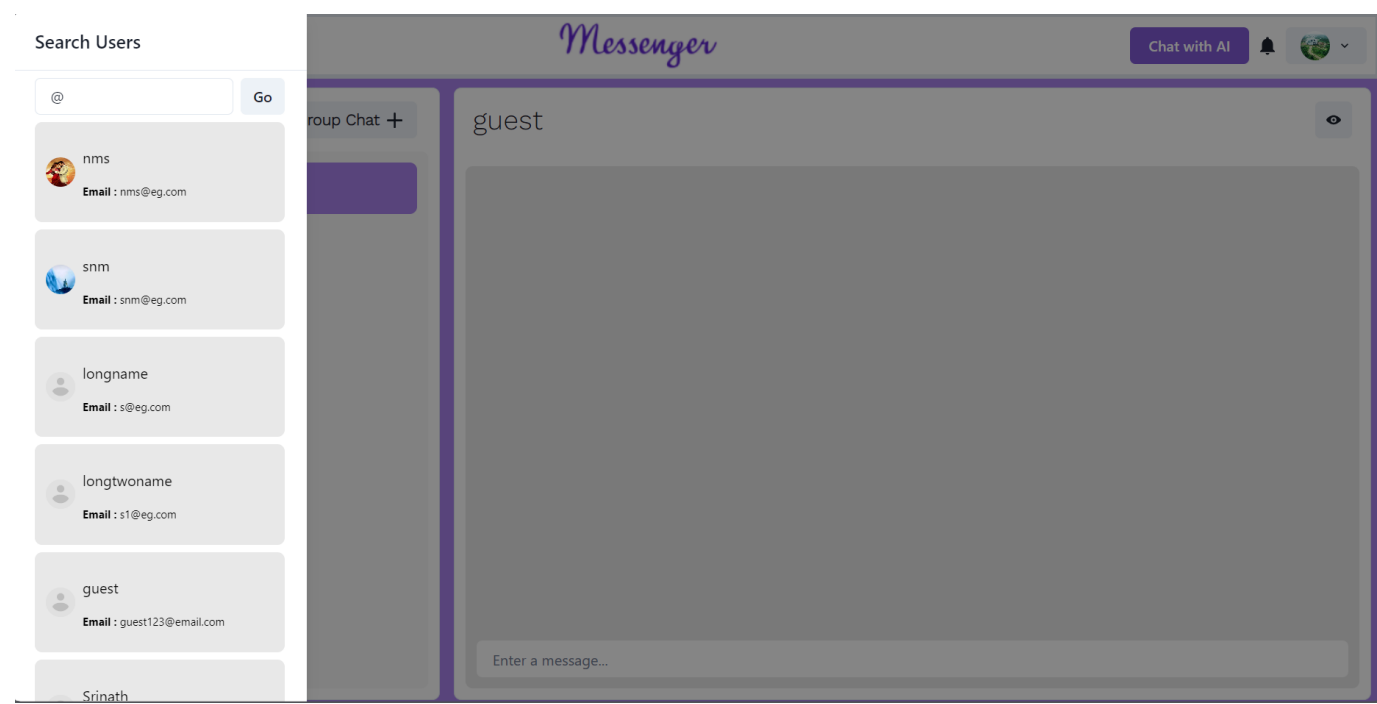 Search Users
@
Go
nms
Email : nms@eg.com
snm
Email : snm@eg.com
longname
Email : s@eg.com
longtwoname
Email : s1@eg.com
guest
Email : guest123@email.com
Srinath
Messenger
Chat with AI
roup Chat +
guest
Enter a message...